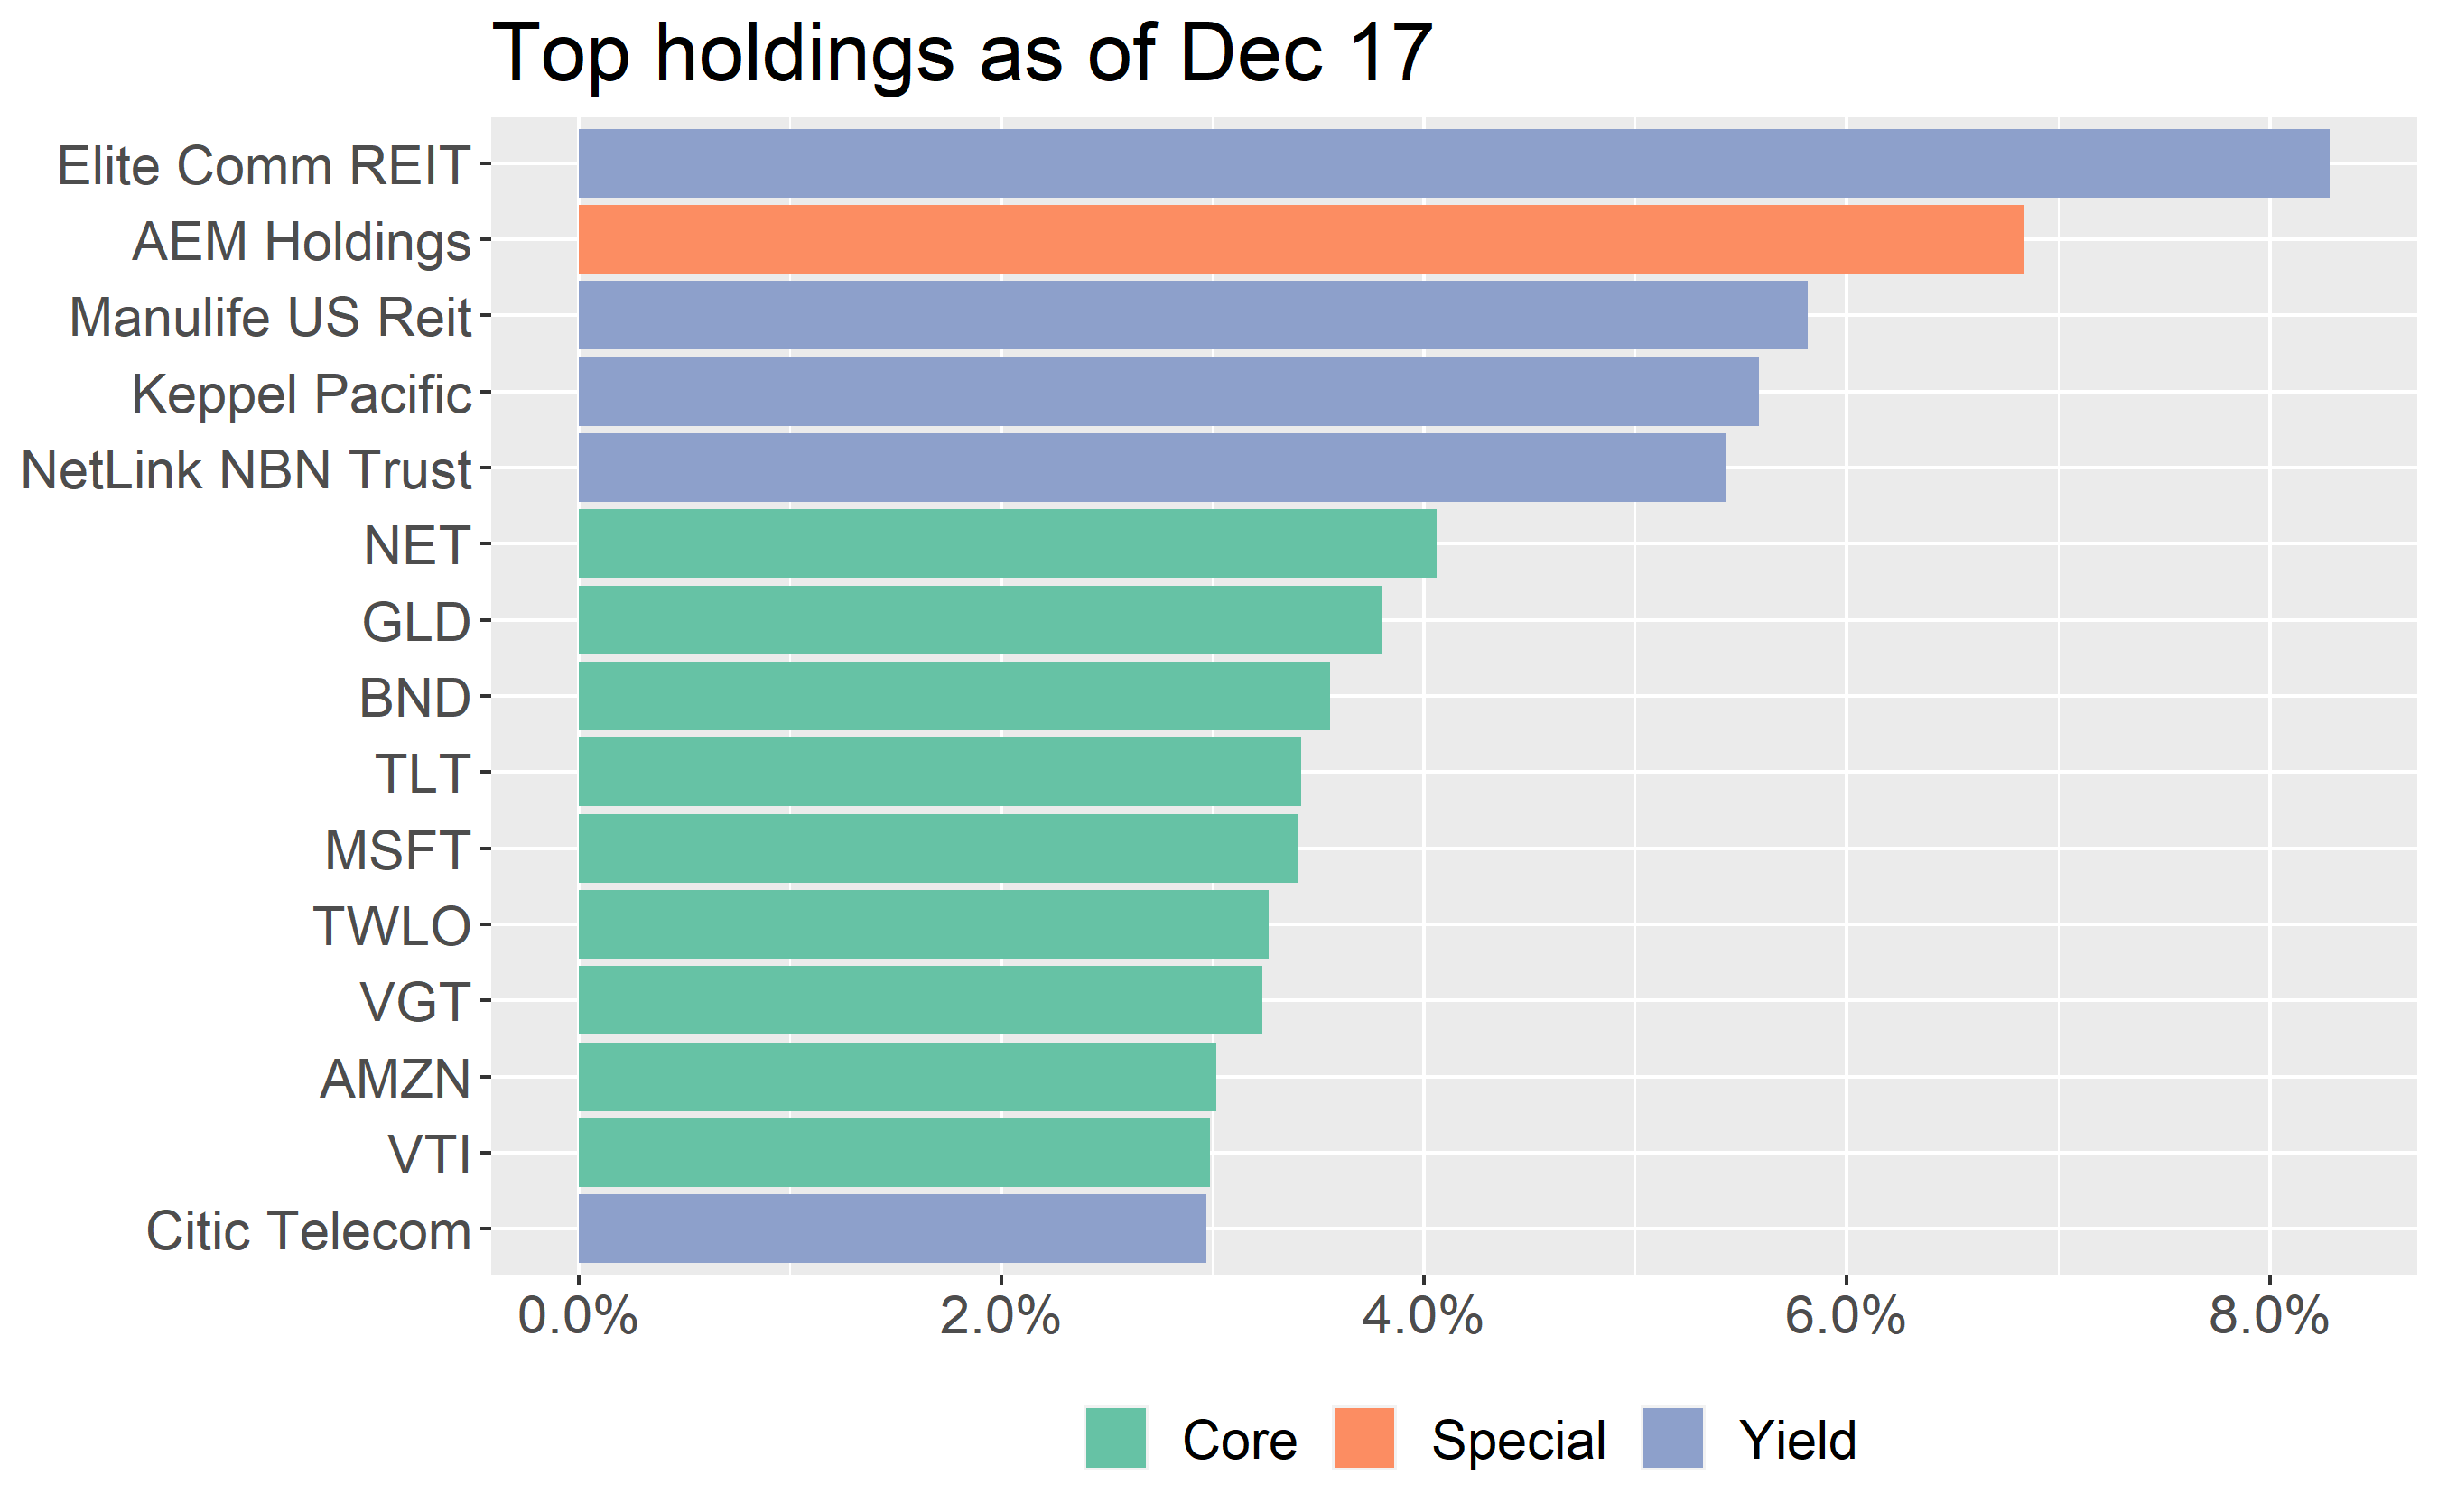 Top holdings as of Dec 17
Elite Comm REIT
AEM Holdings
Manulife US Reit
Keppel Pacific
NetLink NBN Trust
NET
GLD
BND
TLT
MSFT
TWLO
VGT
AMZN
VTI
Citic Telecom
0.0% 2.0% 4.0% 6.0% 8.0%
Core Special Yield